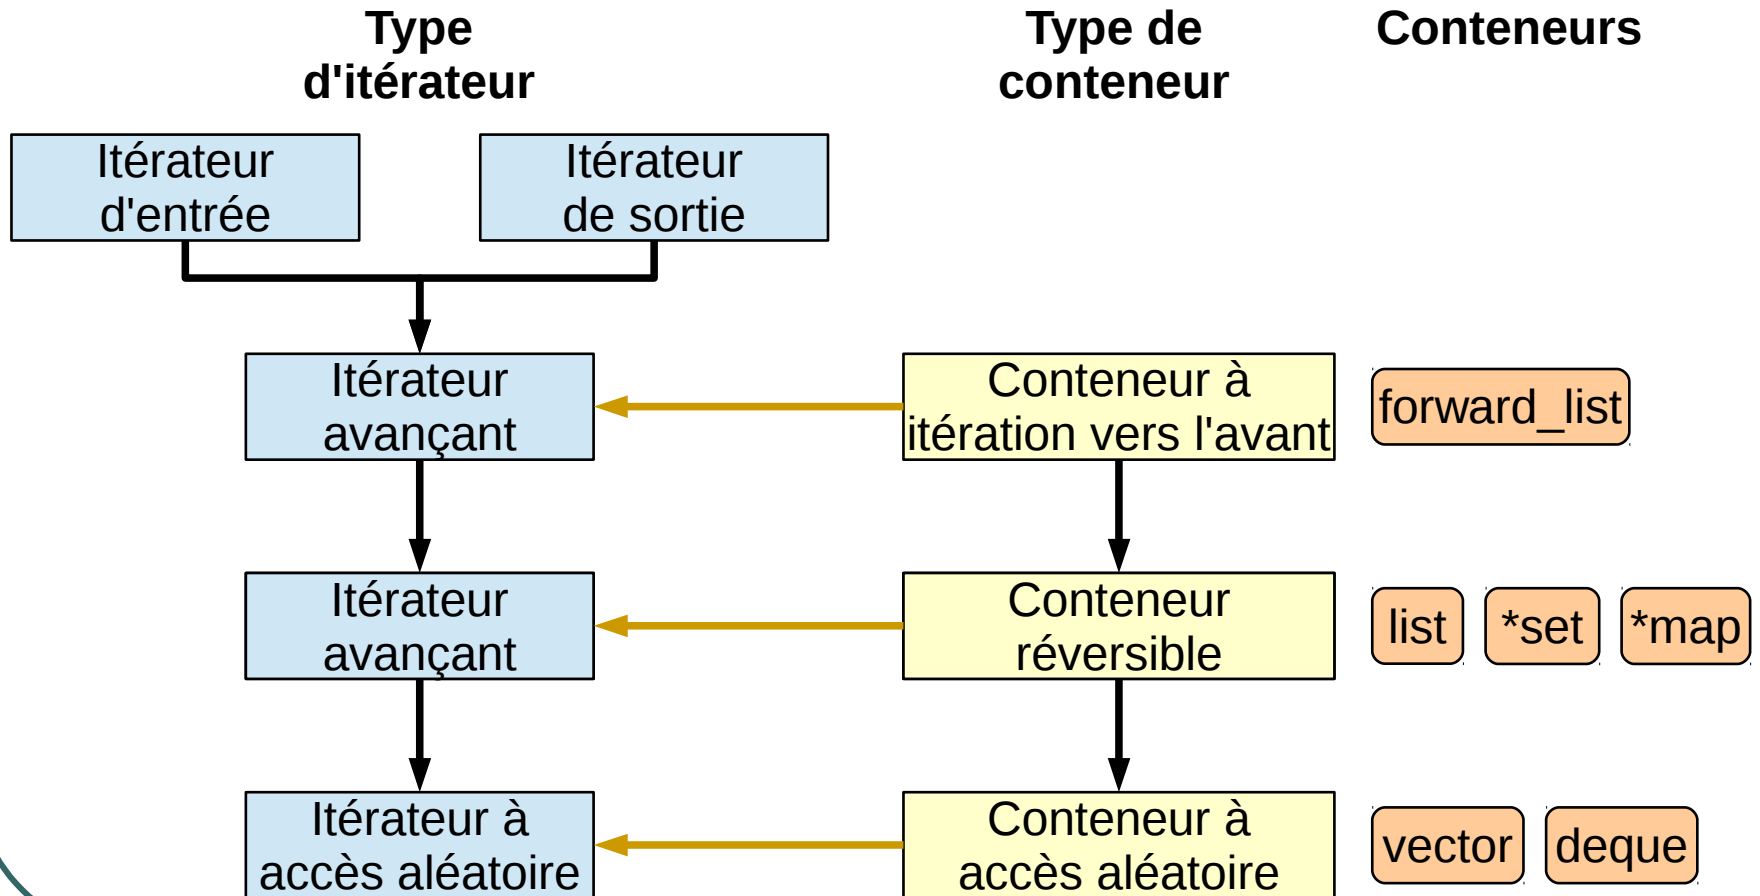 Type
d'itérateur
Type de
conteneur
Conteneurs
Itérateur
d'entrée
Itérateur
de sortie
Itérateur
avançant
Conteneur à
itération vers l'avant
forward_list
Itérateur
avançant
Conteneur
réversible
list
*set
*map
Itérateur à
accès aléatoire
Conteneur à
accès aléatoire
vector
deque